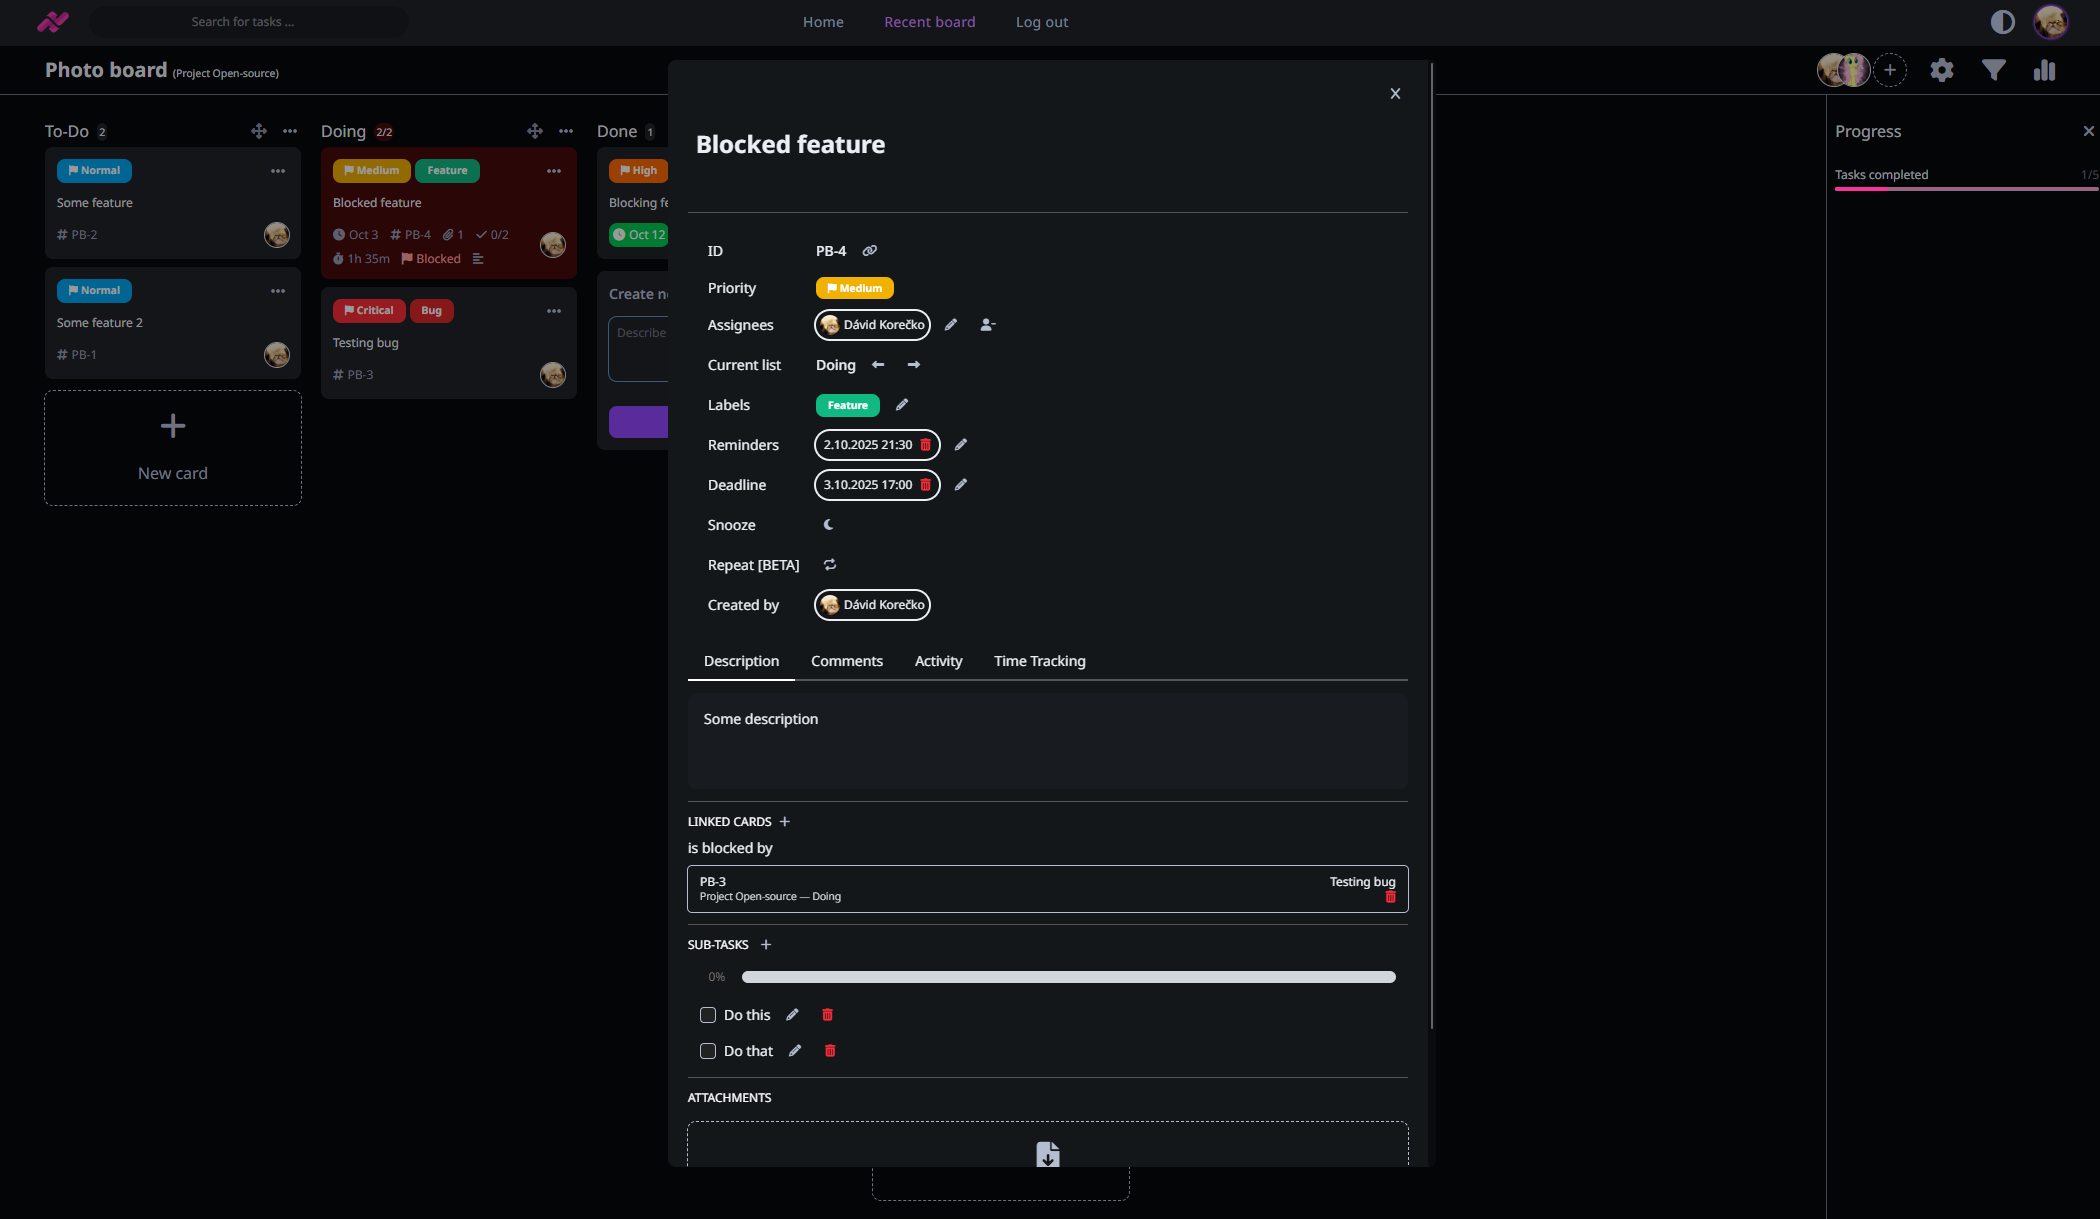 Search for tasks ...
Home
Recent board
Log out
Photo board (Project Open-source)
To-Do 2
Normal
Some feature
# PB-2
Normal
Some feature 2
# PB-1
New card
Doing 2/2
Medium
Feature
Blocked feature
Oct 3 # PB-4 1 0/2
1h 35m Blocked
Critical
Bug
Testing bug
# PB-3
Done 1
High
Blocking fe
Oct 12
Create n
Describe
x
Blocked feature
ID PB-4
Priority Medium
Assignees Dávid Korečko
Current list Doing
Labels Feature
Reminders 2.10.2025 21:30
Deadline 3.10.2025 17:00
Snooze
Repeat [BETA]
Created by Dávid Korečko
Description Comments Activity Time Tracking
Some description
LINKED CARDS
is blocked by
PB-3 Testing bug
Project Open-source — Doing
SUB-TASKS
0%
Do this
Do that
ATTACHMENTS
Progress
Tasks completed 1/5